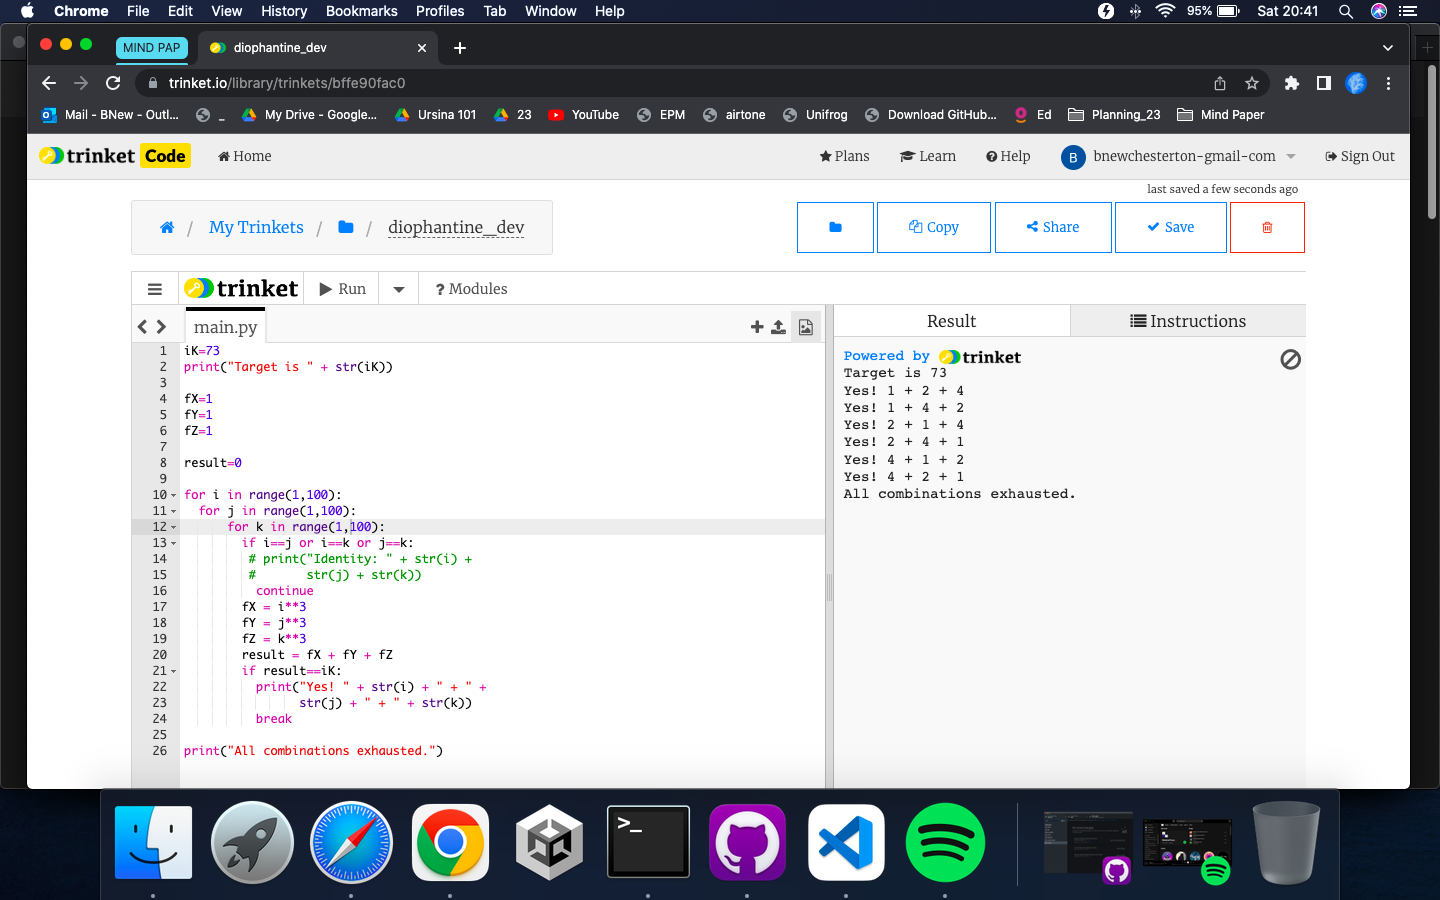 Chrome File Edit View History Bookmarks Profiles Tab Window Help 95% Sat 20:41
MIND PAP diophantine_dev
trinket.io/library/trinkets/bffe90fac0
Mail - BNew - Outl... _ My Drive - Google... Ursina 101 23 YouTube EPM airtone Unifrog Download GitHub... Ed Planning_23 Mind Paper
trinket Code Home Plans Learn Help B bnewchesterton-gmail-com Sign Out
last saved a few seconds ago
/ My Trinkets / / diophantine_dev Copy Share Save
trinket Run ? Modules
main.py
Result Instructions
1 iK=73
2 print("Target is " + str(iK))
3
4 fX=1
5 fY=1
6 fZ=1
7
8 result=0
9
10 for i in range(1,100):
11 for j in range(1,100):
12 for k in range(1,100):
13 if i==j or i==k or j==k:
14 # print("Identity: " + str(i) +
15 # str(j) + str(k))
16 continue
17 fX = i**3
18 fY = j**3
19 fZ = k**3
20 result = fX + fY + fZ
21 if result==iK:
22 print("Yes! " + str(i) + " + " +
23 str(j) + " + " + str(k))
24 break
25
26 print("All combinations exhausted.")
Powered by trinket
Target is 73
Yes! 1 + 2 + 4
Yes! 1 + 4 + 2
Yes! 2 + 1 + 4
Yes! 2 + 4 + 1
Yes! 4 + 1 + 2
Yes! 4 + 2 + 1
All combinations exhausted.
>_